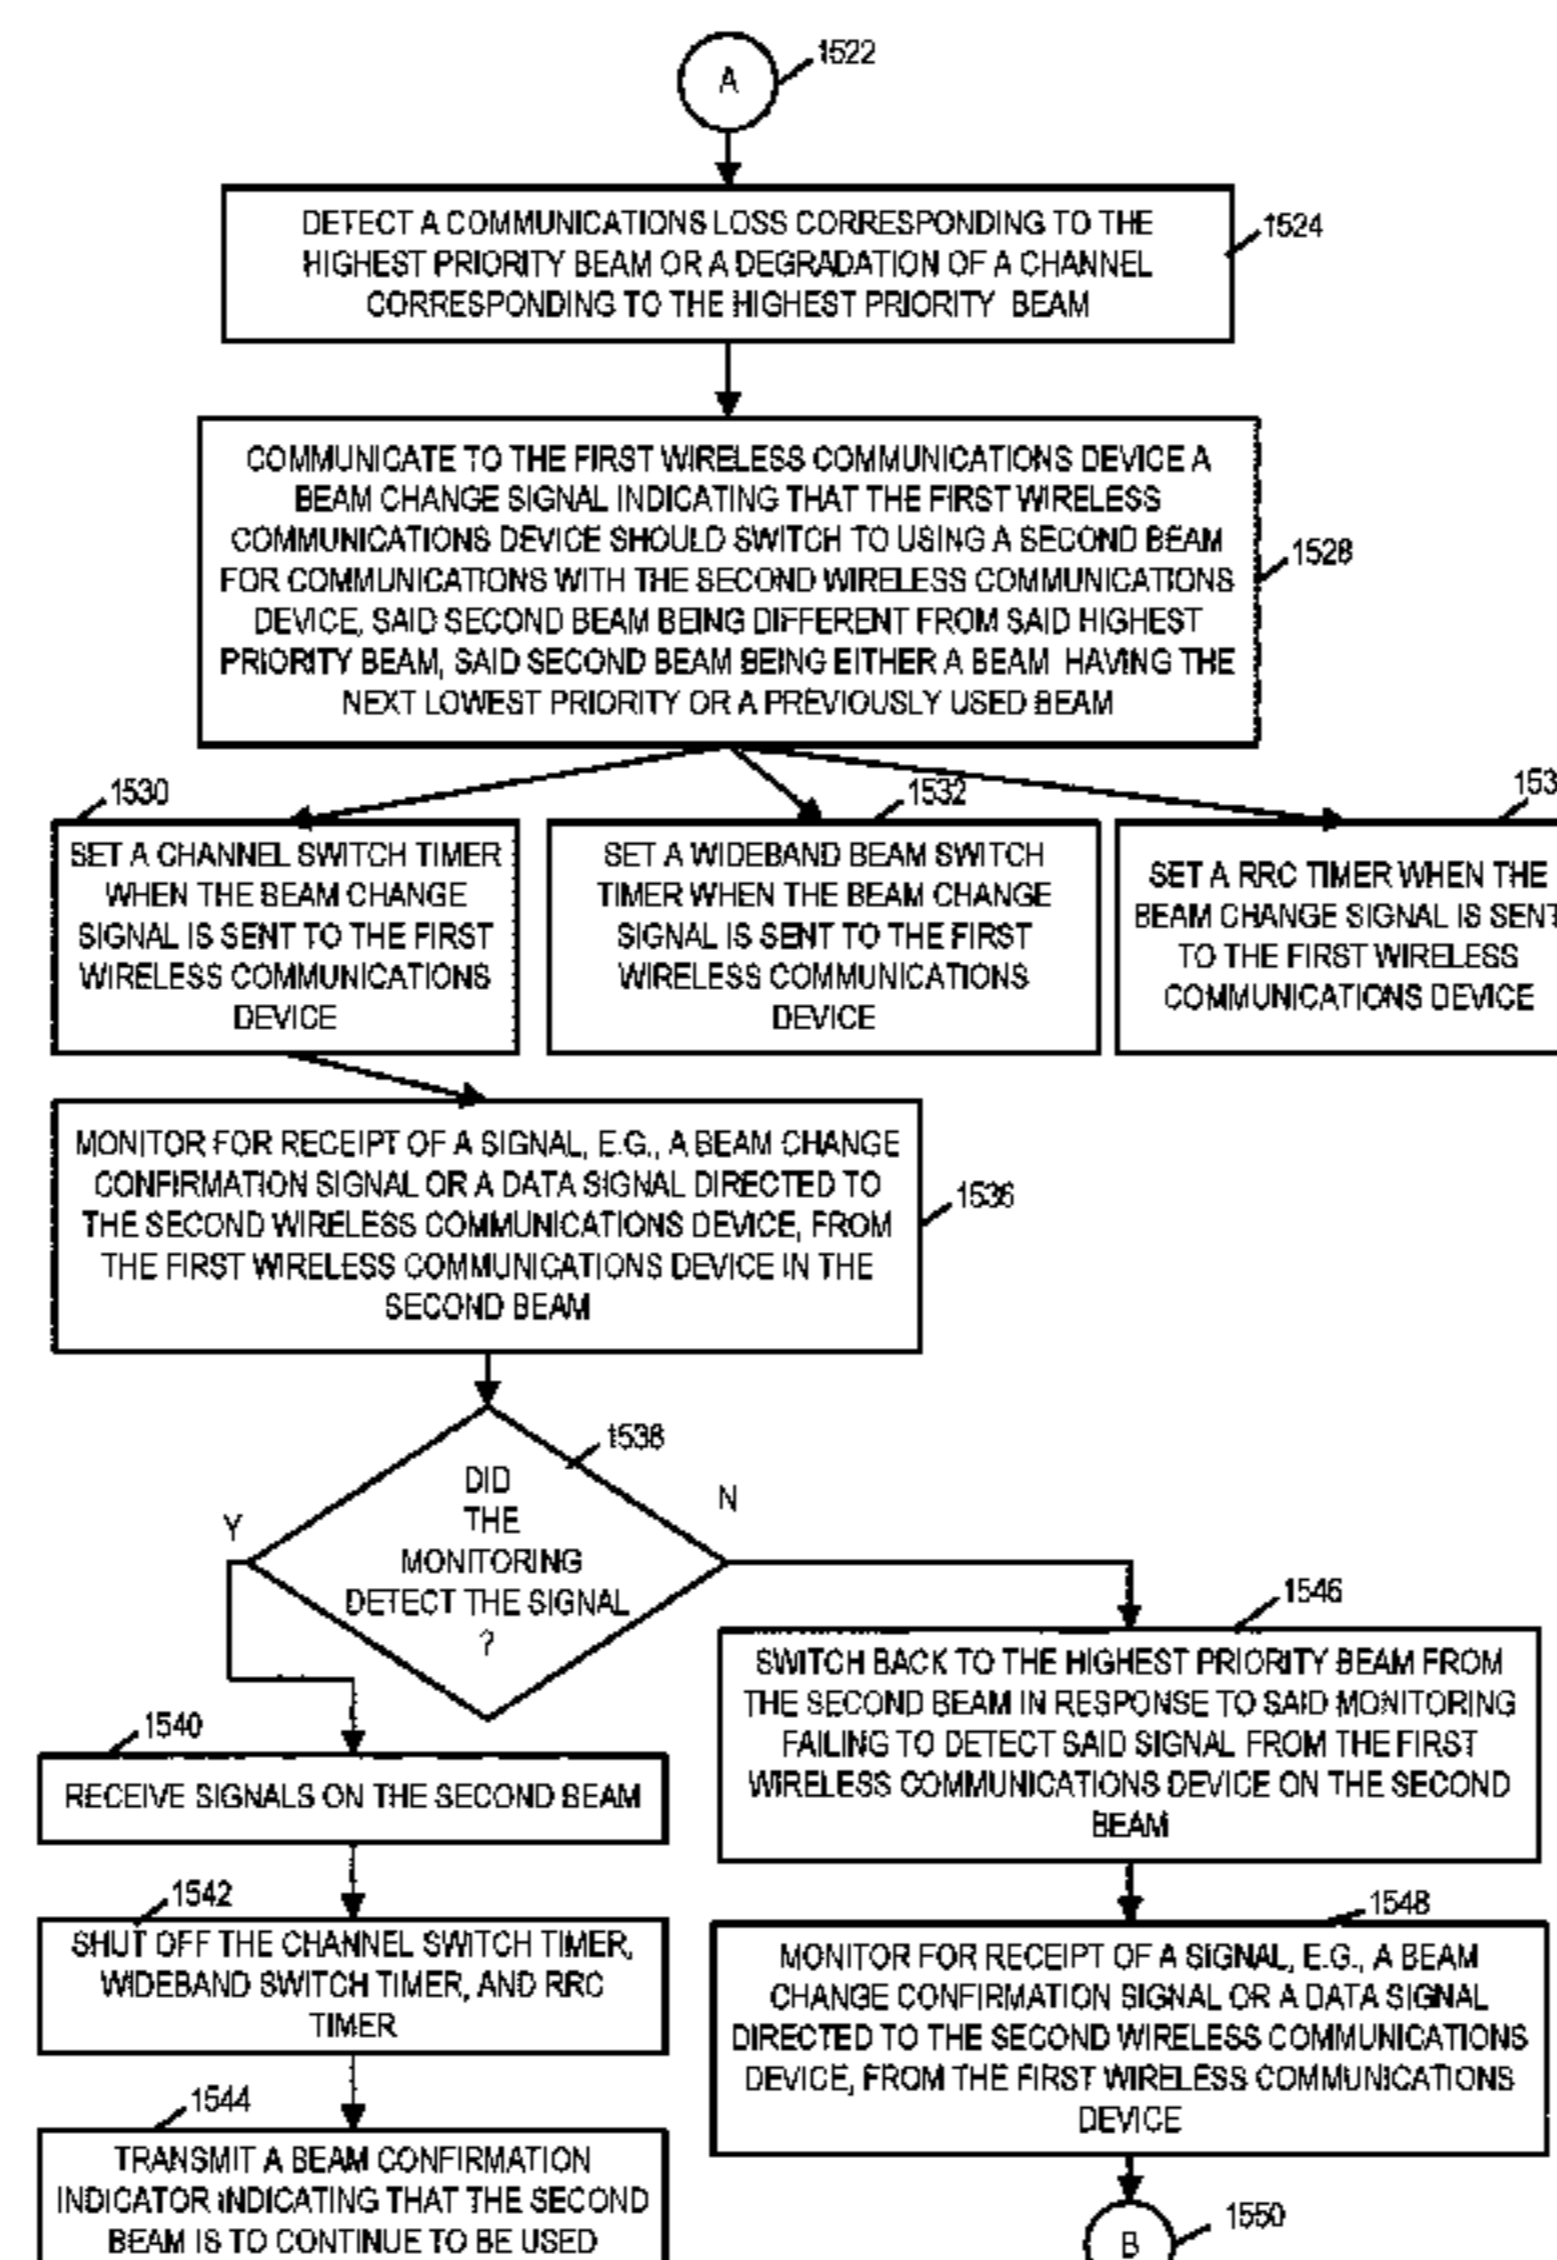 A
1522
DETECT A COMMUNICATIONS LOSS CORRESPONDING TO THE
HIGHEST PRIORITY BEAM OR A DEGRADATION OF A CHANNEL
CORRESPONDING TO THE HIGHEST PRIORITY BEAM
1524
COMMUNICATE TO THE FIRST WIRELESS COMMUNICATIONS DEVICE A
BEAM CHANGE SIGNAL INDICATING THAT THE FIRST WIRELESS
COMMUNICATIONS DEVICE SHOULD SWITCH TO USING A SECOND BEAM
FOR COMMUNICATIONS WITH THE SECOND WIRELESS COMMUNICATIONS
DEVICE, SAID SECOND BEAM BEING DIFFERENT FROM SAID HIGHEST
PRIORITY BEAM, SAID SECOND BEAM BEING EITHER A BEAM HAVING THE
NEXT LOWEST PRIORITY OR A PREVIOUSLY USED BEAM
1528
1530
SET A CHANNEL SWITCH TIMER
WHEN THE BEAM CHANGE
SIGNAL IS SENT TO THE FIRST
WIRELESS COMMUNICATIONS
DEVICE
1532
SET A WIDEBAND BEAM SWITCH
TIMER WHEN THE BEAM CHANGE
SIGNAL IS SENT TO THE FIRST
WIRELESS COMMUNICATIONS
DEVICE
153
SET A RRC TIMER WHEN THE
BEAM CHANGE SIGNAL IS SENT
TO THE FIRST WIRELESS
COMMUNICATIONS DEVICE
MONITOR FOR RECEIPT OF A SIGNAL, E.G., A BEAM CHANGE
CONFIRMATION SIGNAL OR A DATA SIGNAL DIRECTED TO
THE SECOND WIRELESS COMMUNICATIONS DEVICE, FROM
THE FIRST WIRELESS COMMUNICATIONS DEVICE IN THE
SECOND BEAM
1536
1538
DID
THE
MONITORING
DETECT THE SIGNAL
?
Y
N
1540
RECEIVE SIGNALS ON THE SECOND BEAM
1542
SHUT OFF THE CHANNEL SWITCH TIMER,
WIDEBAND SWITCH TIMER, AND RRC
TIMER
1544
TRANSMIT A BEAM CONFIRMATION
INDICATOR INDICATING THAT THE SECOND
BEAM IS TO CONTINUE TO BE USED
1546
SWITCH BACK TO THE HIGHEST PRIORITY BEAM FROM
THE SECOND BEAM IN RESPONSE TO SAID MONITORING
FAILING TO DETECT SAID SIGNAL FROM THE FIRST
WIRELESS COMMUNICATIONS DEVICE ON THE SECOND
BEAM
1548
MONITOR FOR RECEIPT OF A SIGNAL, E.G., A BEAM
CHANGE CONFIRMATION SIGNAL OR A DATA SIGNAL
DIRECTED TO THE SECOND WIRELESS COMMUNICATIONS
DEVICE, FROM THE FIRST WIRELESS COMMUNICATIONS
DEVICE
B
1550